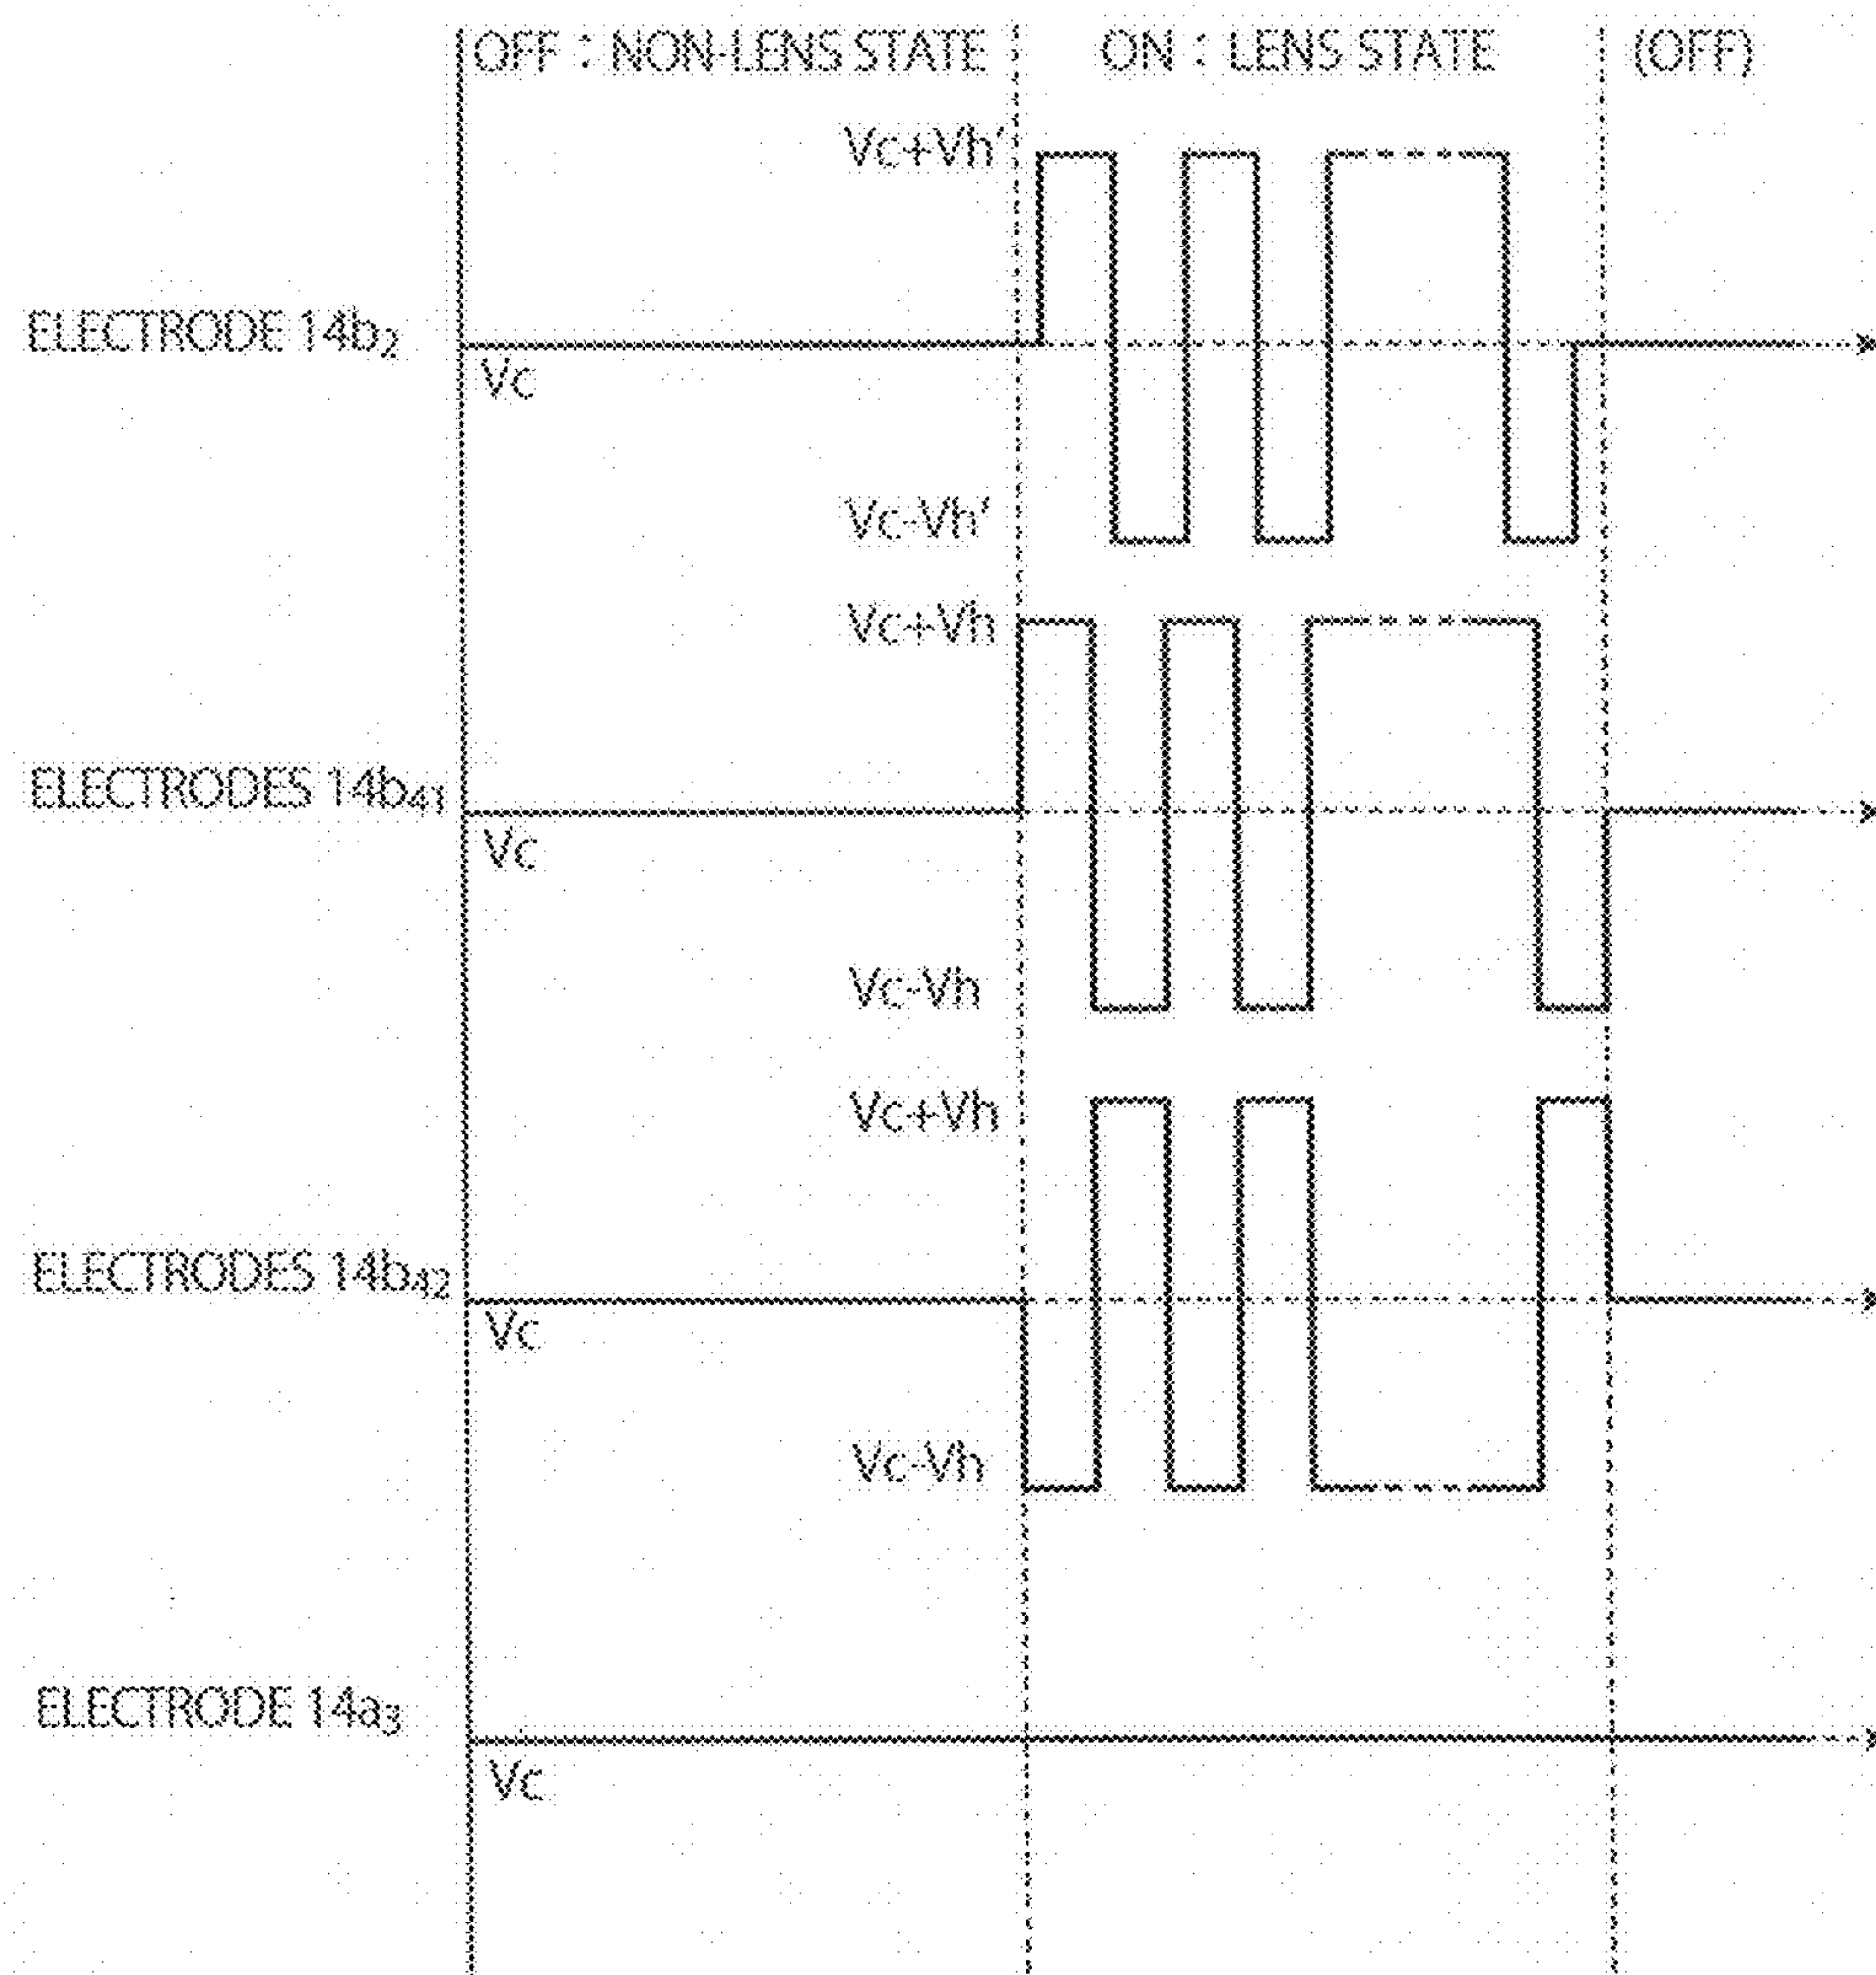 OFF : NON-LENS STATE
ON : LENS STATE
(OFF)
Vc+Vh'
ELECTRODE 14b2
Vc
Vc-Vh'
Vc+Vh
ELECTRODES 14b41
Vc
Vc-Vh
Vc+Vh
ELECTRODES 14b42
Vc
Vc-Vh
ELECTRODE 14a3
Vc